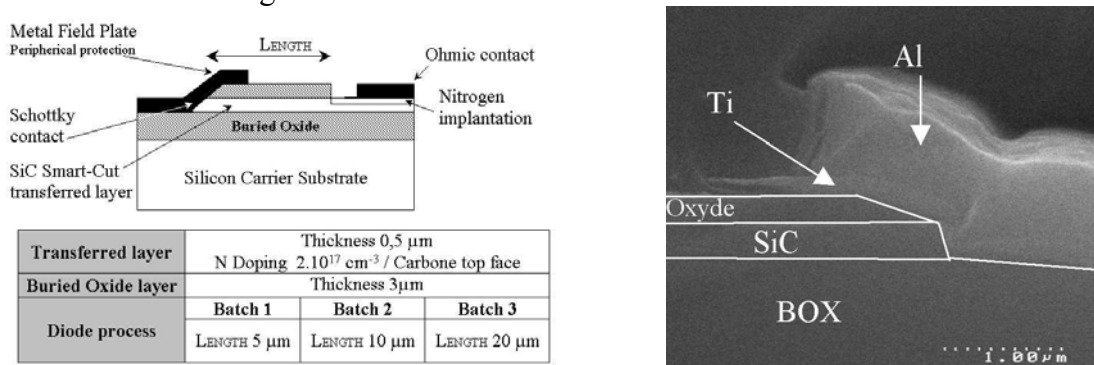 Metal Field Plate
Peripherical protection
LENGTH
Ohmic contact
Schottky
contact
Nitrogen
implantation
Buried Oxide
SiC Smart-Cut
transferred layer
Silicon Carrier Substrate
Transferred layer
Thickness 0,5 µm
N Doping 2.10¹⁷ cm⁻³ / Carbone top face
Buried Oxide layer
Thickness 3µm
Diode process
Batch 1
Batch 2
Batch 3
LENGTH 5 µm
LENGTH 10 µm
LENGTH 20 µm
Al
Ti
Oxyde
SiC
BOX
1.00µm